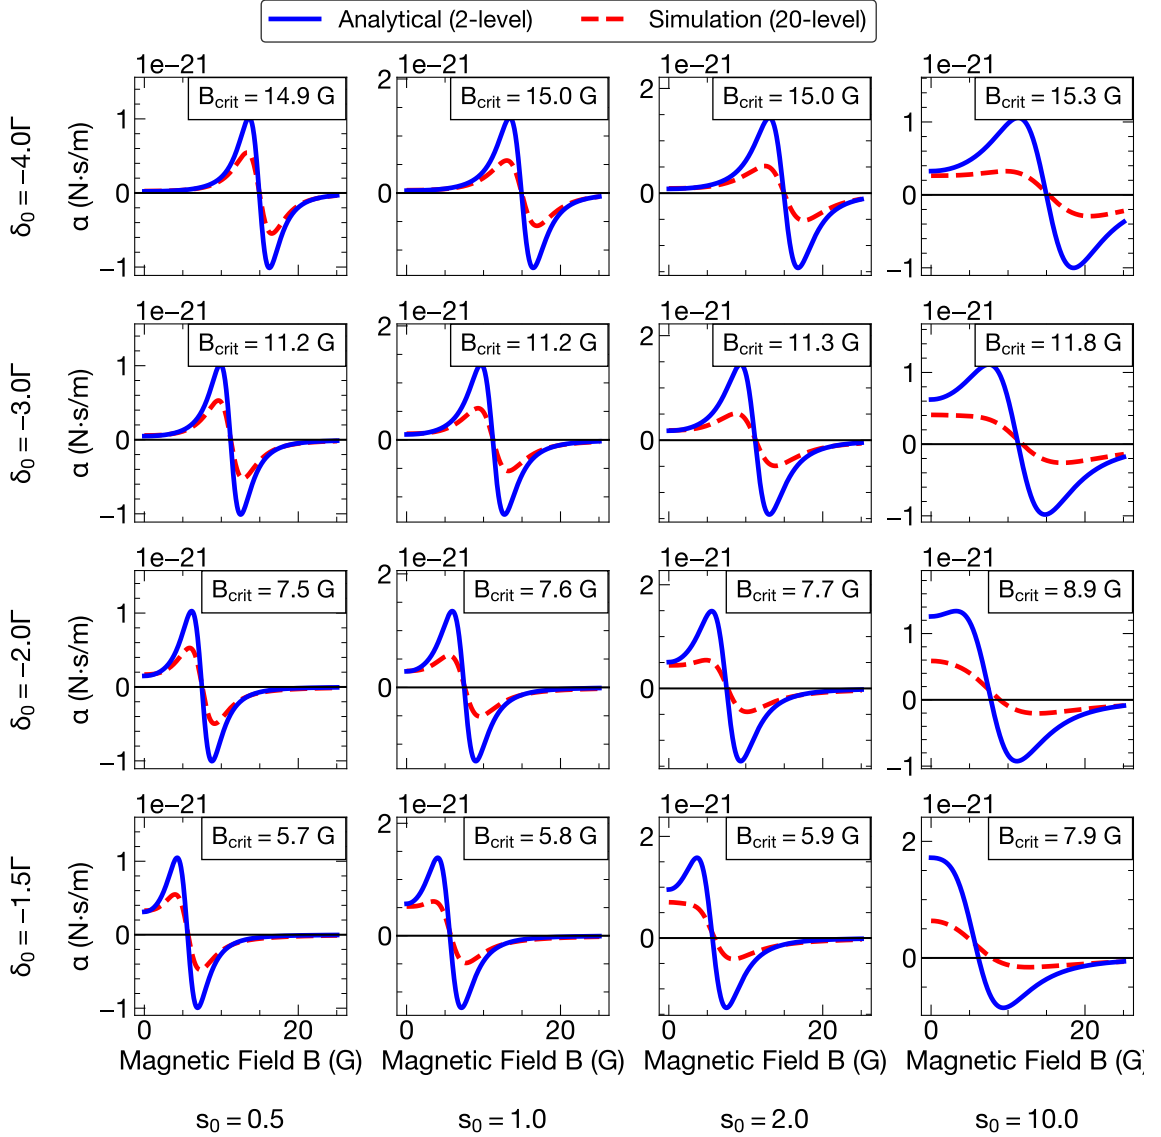 Analytical (2-level) Simulation (20-level)
1e−21 1e−21 1e−21 1e−21
δ₀ = −4.0Γ
α (N·s/m)
1
0
−1
B_crit = 14.9 G
2
0
B_crit = 15.0 G
2
0
B_crit = 15.0 G
1
0
−1
B_crit = 15.3 G
1e−21 1e−21 1e−21 1e−21
δ₀ = −3.0Γ
α (N·s/m)
1
0
−1
B_crit = 11.2 G
2
0
B_crit = 11.2 G
2
0
B_crit = 11.3 G
1
0
−1
B_crit = 11.8 G
1e−21 1e−21 1e−21 1e−21
δ₀ = −2.0Γ
α (N·s/m)
1
0
−1
B_crit = 7.5 G
2
0
B_crit = 7.6 G
2
0
B_crit = 7.7 G
1
0
−1
B_crit = 8.9 G
1e−21 1e−21 1e−21 1e−21
δ₀ = −1.5Γ
α (N·s/m)
1
0
−1
B_crit = 5.7 G
2
0
B_crit = 5.8 G
2
0
B_crit = 5.9 G
2
0
B_crit = 7.9 G
0 20 0 20 0 20 0 20
Magnetic Field B (G) Magnetic Field B (G) Magnetic Field B (G) Magnetic Field B (G)
s₀ = 0.5 s₀ = 1.0 s₀ = 2.0 s₀ = 10.0